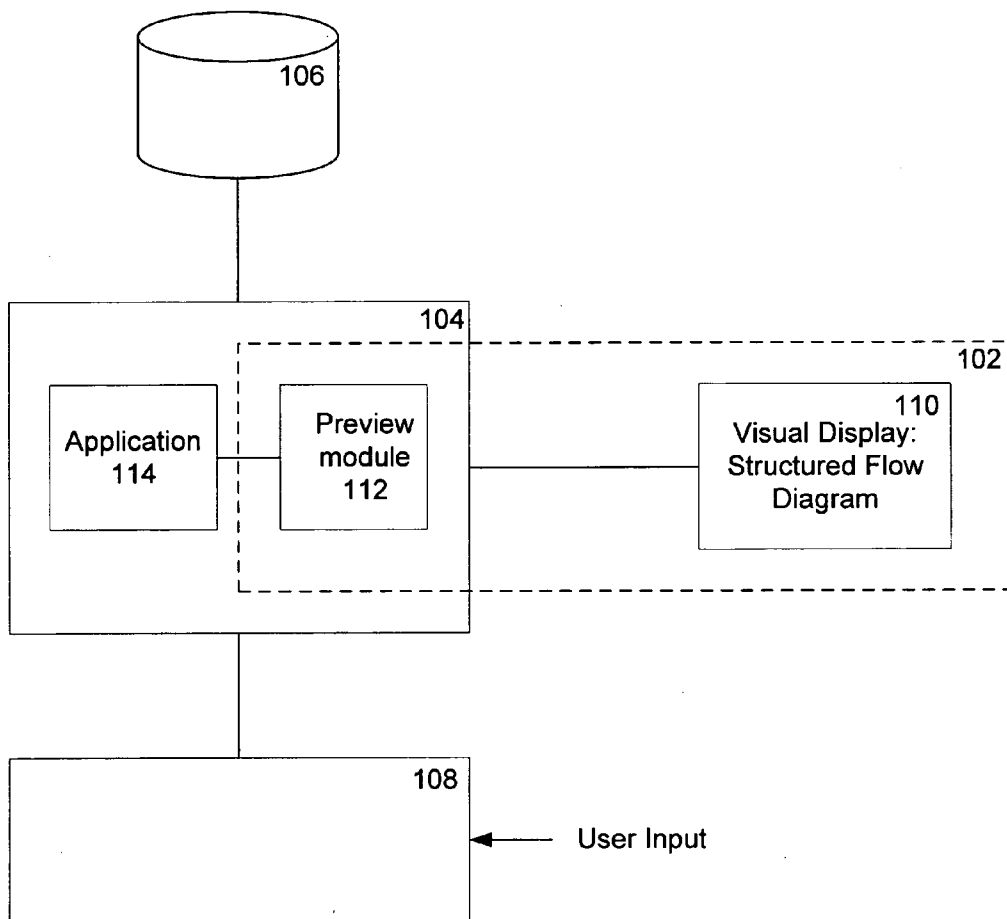 106
104
102
110
Visual Display:
Structured Flow
Diagram
Application
114
Preview
module
112
108
User Input